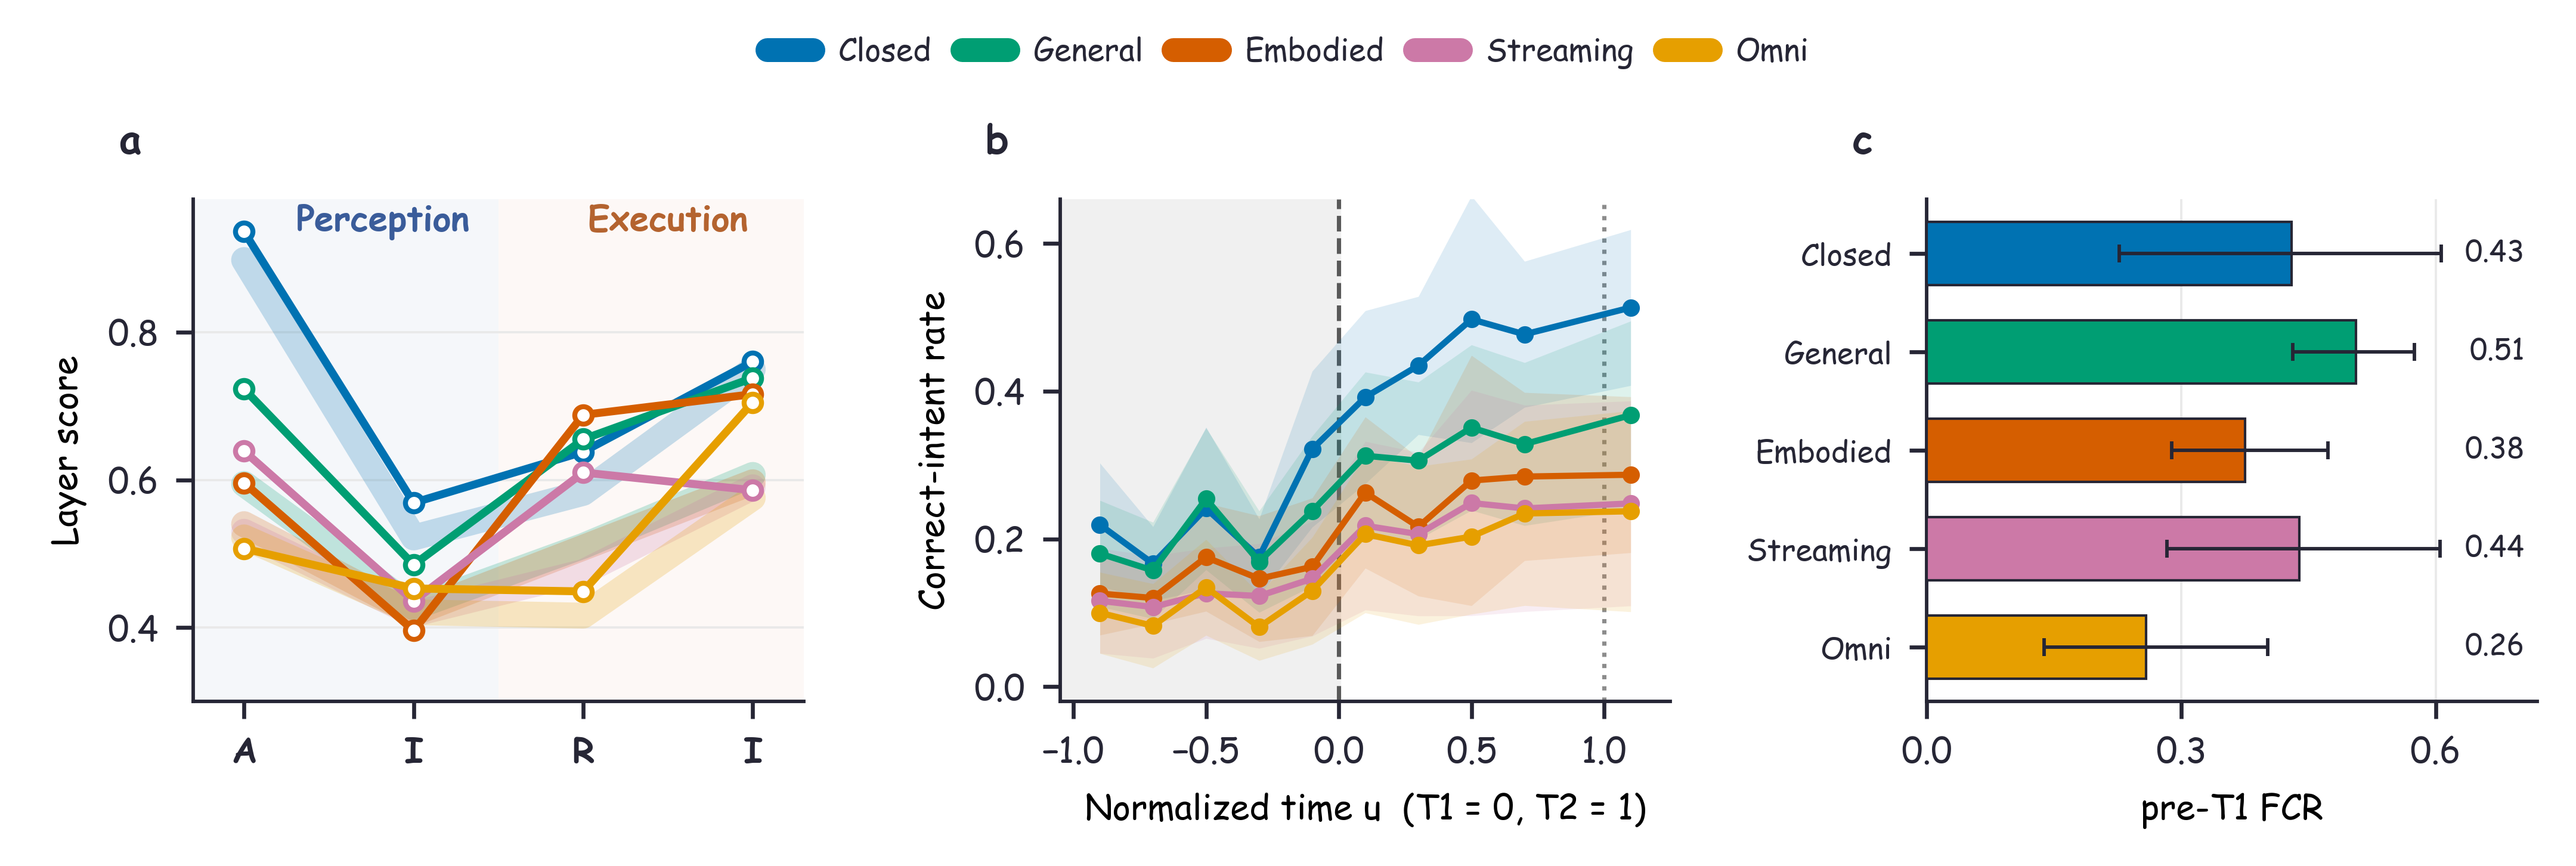 Closed General Embodied Streaming Omni
a
Perception
Execution
Layer score
0.8
0.6
0.4
A I R I
b
Correct-intent rate
0.6
0.4
0.2
0.0
−1.0 −0.5 0.0 0.5 1.0
Normalized time u (T1 = 0, T2 = 1)
c
Closed 0.43
General 0.51
Embodied 0.38
Streaming 0.44
Omni 0.26
0.0 0.3 0.6
pre-T1 FCR